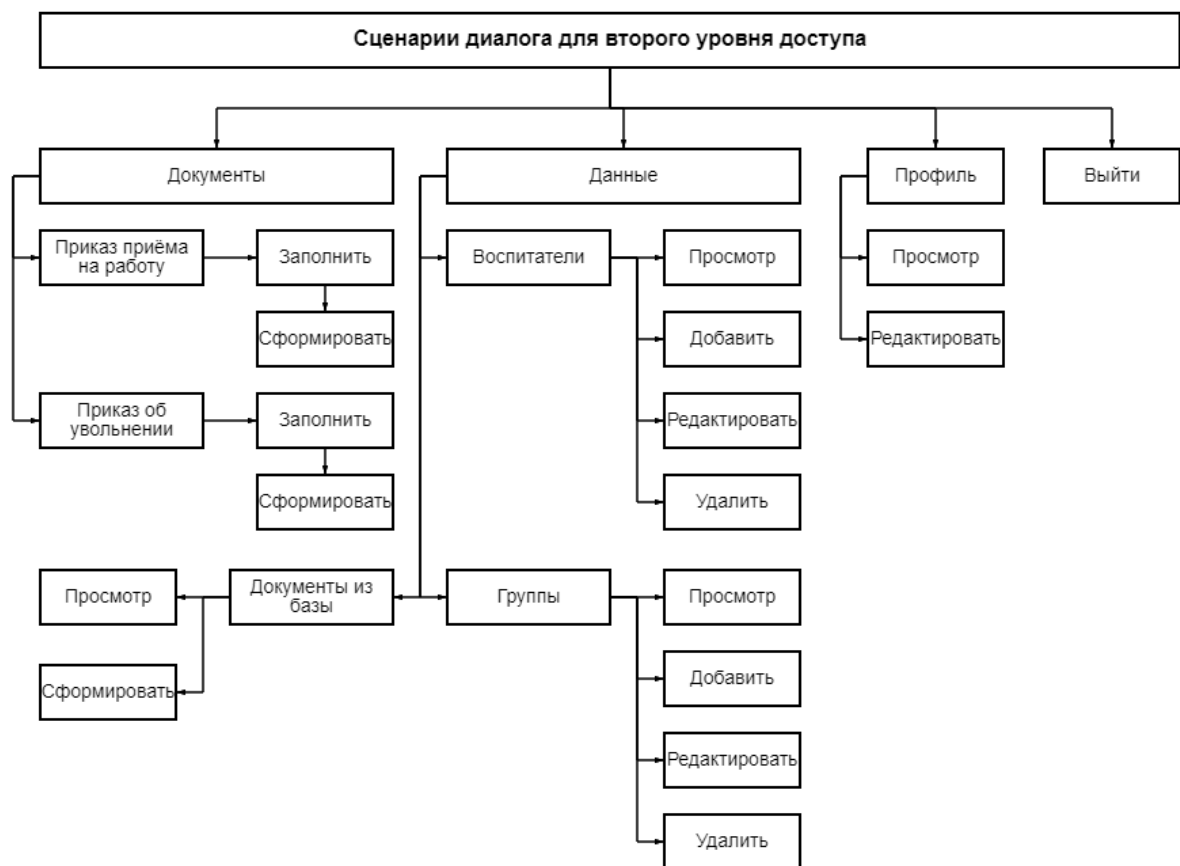 Сценарии диалога для второго уровня доступа
Документы
Данные
Профиль
Выйти
Приказ приёма
на работу
Заполнить
Воспитатели
Просмотр
Просмотр
Сформировать
Добавить
Редактировать
Приказ об
увольнении
Заполнить
Редактировать
Сформировать
Удалить
Просмотр
Документы из
базы
Группы
Просмотр
Сформировать
Добавить
Редактировать
Удалить